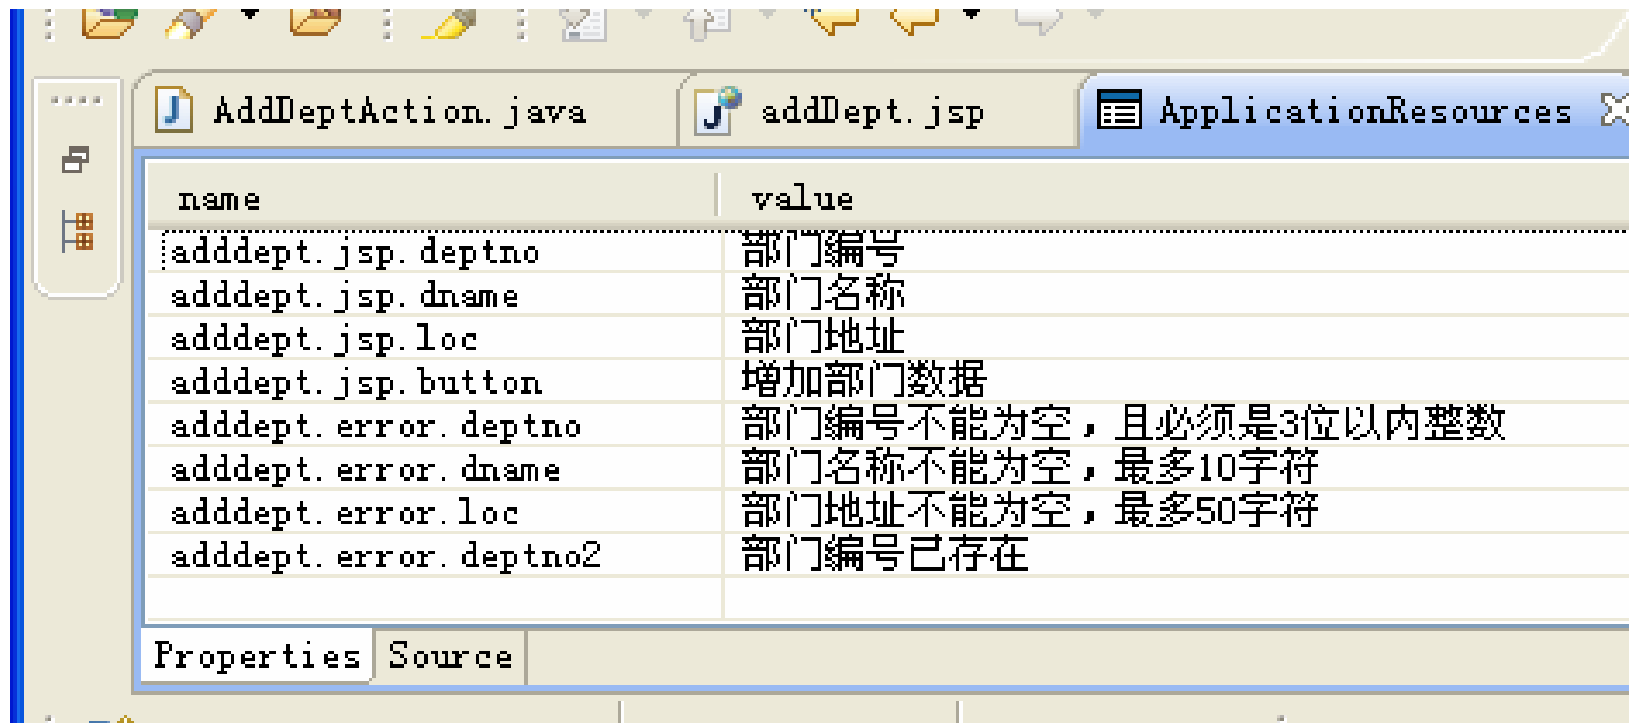 AddDeptAction.java addDept.jsp ApplicationResources
name value
adddept.jsp.deptno 部门编号
adddept.jsp.dname 部门名称
adddept.jsp.loc 部门地址
adddept.jsp.button 增加部门数据
adddept.error.deptno 部门编号不能为空，且必须是3位以内整数
adddept.error.dname 部门名称不能为空，最多10字符
adddept.error.loc 部门地址不能为空，最多50字符
adddept.error.deptno2 部门编号已存在
Properties Source